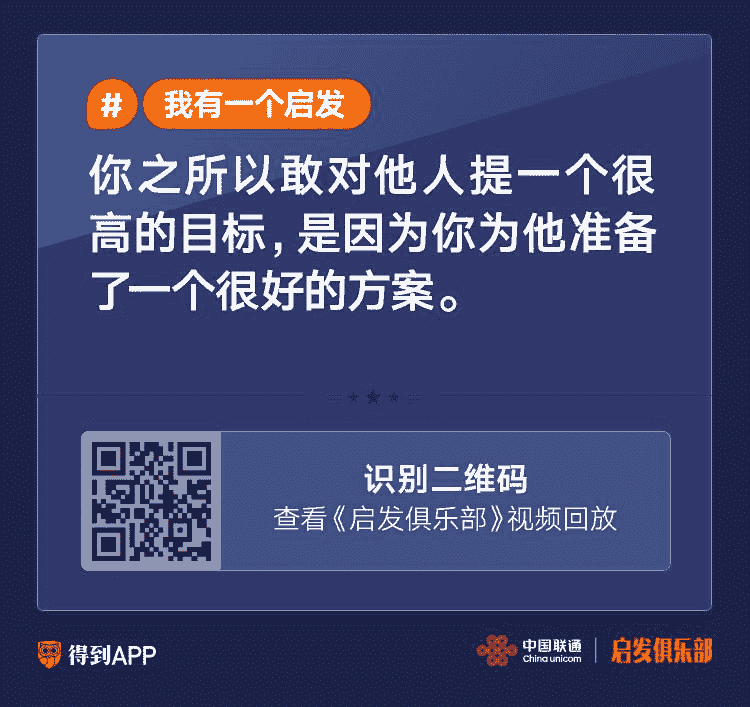 # 我有一个启发
你之所以敢对他人提一个很
高的目标，是因为你为他准备
了一个很好的方案。
识别二维码
查看《启发俱乐部》视频回放
得到APP
中国联通
China unicom
启发俱乐部